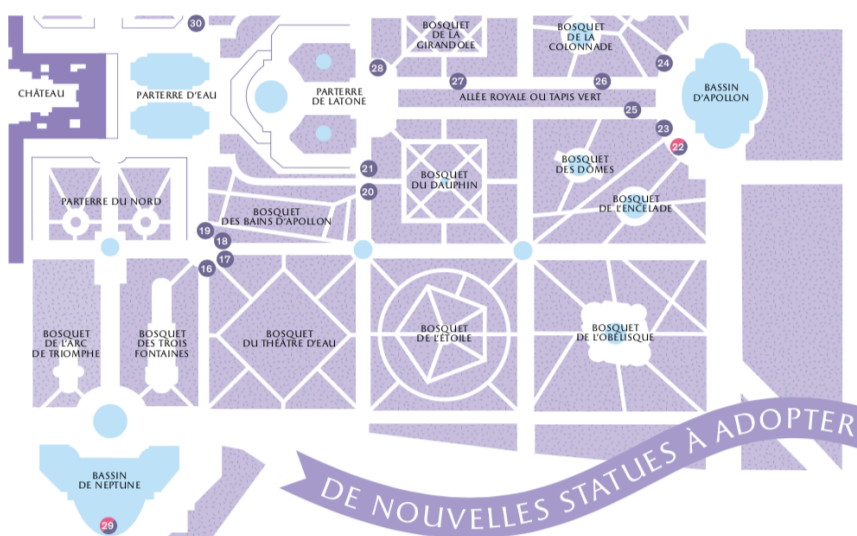 30
BOSQUET
DE LA
GIRANDOLE
BOSQUET
DE LA
COLONNADE
CHÂTEAU
PARTERRE D'EAU
PARTERRE
DE LATONE
28
27
26
24
ALLÉE ROYALE OU TAPIS VERT
25
BASSIN
D'APOLLON
23
22
21
20
BOSQUET
DU DAUPHIN
BOSQUET
DES DÔMES
BOSQUET
DE L'ENCELADE
PARTERRE DU NORD
BOSQUET
DES BAINS D'APOLLON
19
18
17
16
BOSQUET
DE L'ARC
DE TRIOMPHE
BOSQUET
DES TROIS
FONTAINES
BOSQUET
DU THÉÂTRE D'EAU
BOSQUET
DE L'ÉTOILE
BOSQUET
DE L'OBÉLISQUE
BASSIN
DE NEPTUNE
29
DE NOUVELLES STATUES À ADOPTER